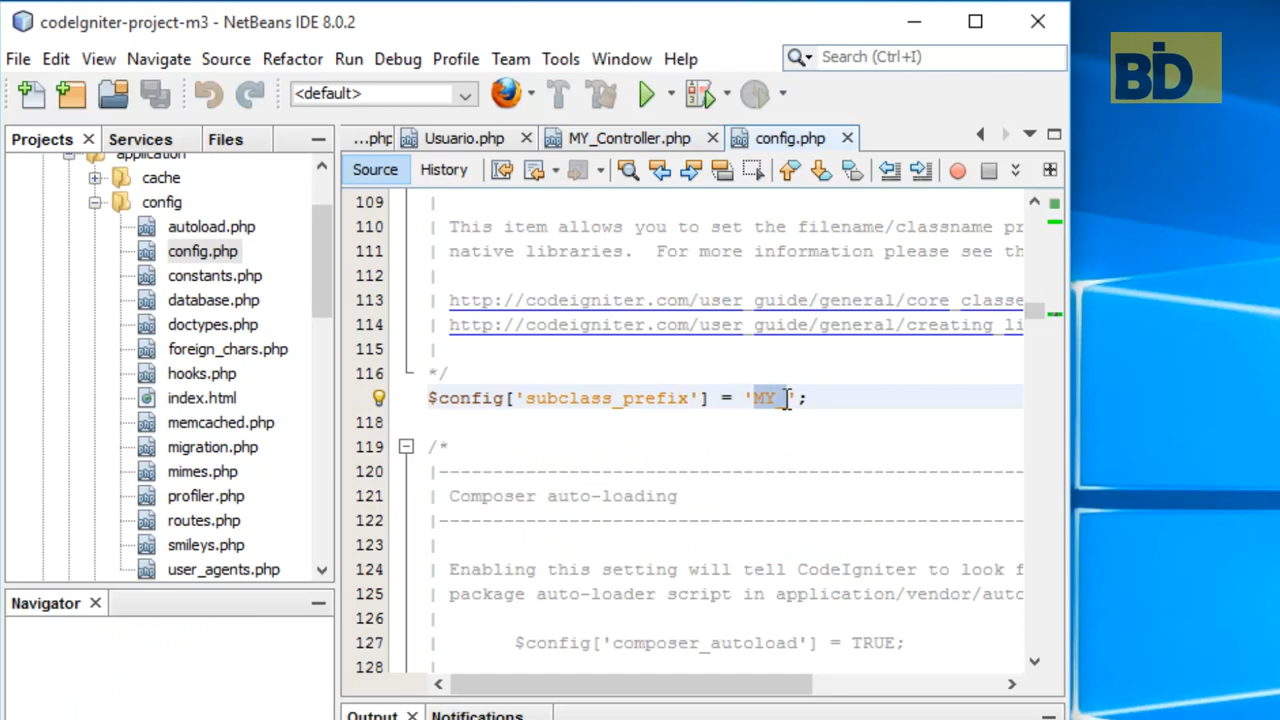 codeIgniter-project-m3 - NetBeans IDE 8.0.2
BID
File Edit View Navigate Source Refactor Run Debug Profile Team Tools Window Help
Search (Ctrl+I)
<default>
Projects Services Files
...php Usuario.php MY_Controller.php config.php
Source History
application
cache
config
autoload.php
config.php
constants.php
database.php
doctypes.php
foreign_chars.php
hooks.php
index.html
memcached.php
migration.php
mimes.php
profiler.php
routes.php
smileys.php
user_agents.php
Navigator
109 |
110 | This item allows you to set the filename/classname pr
111 | native libraries.  For more information please see th
112 |
113 | http://codeigniter.com/user_guide/general/core_classe
114 | http://codeigniter.com/user_guide/general/creating_li
115 |
116 */
$config['subclass_prefix'] = 'MY_';
118
119 /*
120 |-----------------------------------------------------
121 | Composer auto-loading
122 |-----------------------------------------------------
123 |
124 | Enabling this setting will tell CodeIgniter to look f
125 | package auto-loader script in application/vendor/auto
126 |
127 | $config['composer_autoload'] = TRUE;
128 |
Output Notifications